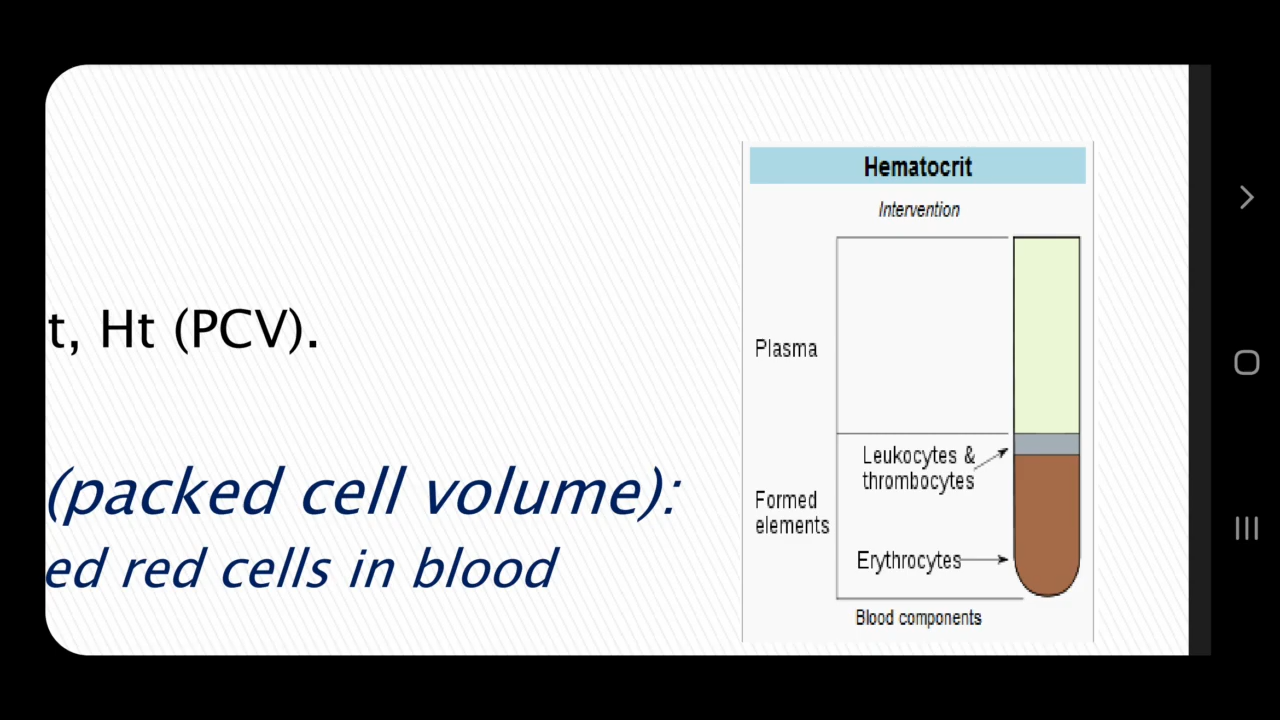 t, Ht (PCV).
(packed cell volume):
ed red cells in blood
Hematocrit
Intervention
Plasma
Leukocytes &
thrombocytes
Formed
elements
Erythrocytes
Blood components